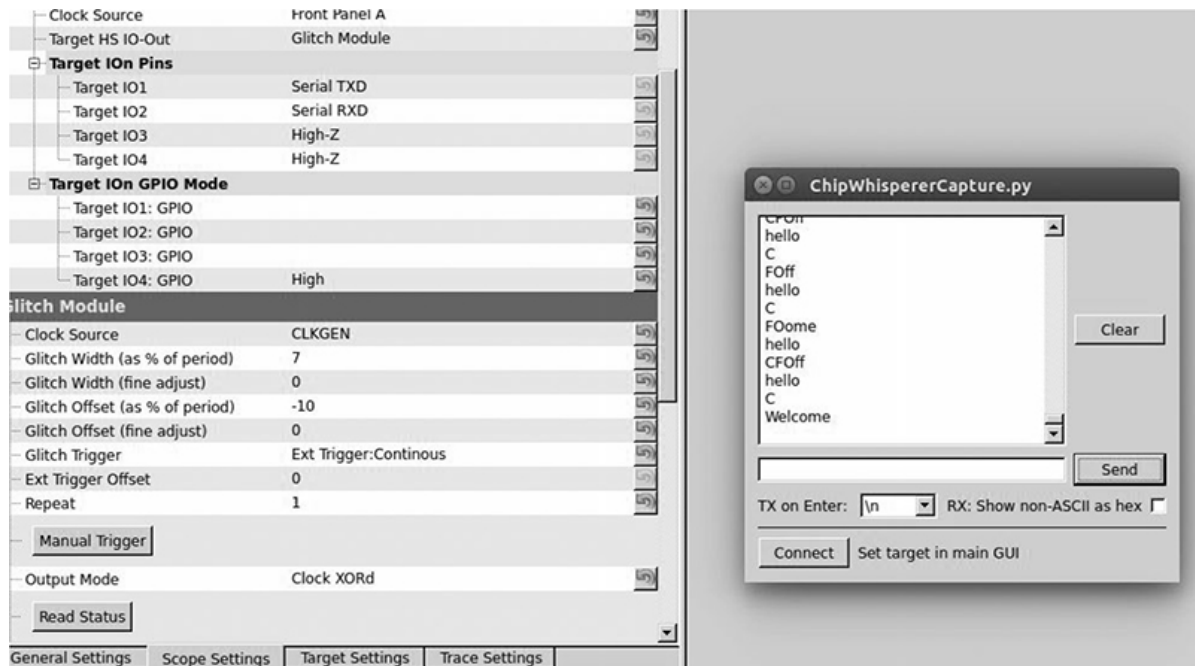 Clock Source Front Panel A
Target HS IO-Out Glitch Module
Target IOn Pins
Target IO1 Serial TXD
Target IO2 Serial RXD
Target IO3 High-Z
Target IO4 High-Z
Target IOn GPIO Mode
Target IO1: GPIO
Target IO2: GPIO
Target IO3: GPIO
Target IO4: GPIO High
Glitch Module
Clock Source CLKGEN
Glitch Width (as % of period) 7
Glitch Width (fine adjust) 0
Glitch Offset (as % of period) -10
Glitch Offset (fine adjust) 0
Glitch Trigger Ext Trigger:Continous
Ext Trigger Offset 0
Repeat 1
Manual Trigger
Output Mode Clock XORd
Read Status
General Settings Scope Settings Target Settings Trace Settings
ChipWhispererCapture.py
hello
C
FOff
hello
C
FOome
hello
CFOff
hello
C
Welcome
Clear
Send
TX on Enter: \n RX: Show non-ASCII as hex
Connect Set target in main GUI